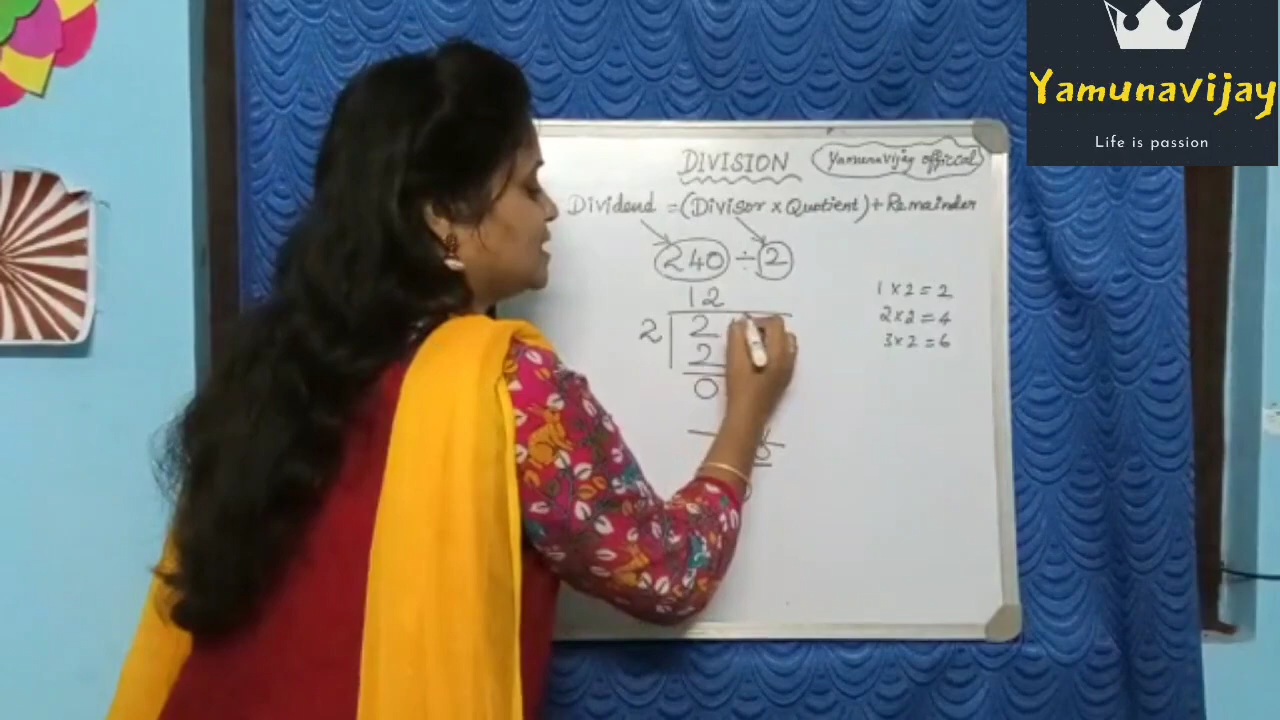 Yamunavijay
Life is passion
DIVISION
Yamunavijay offical
Dividend = (Divisor x Quotient) + Remainder
240 ÷ 2
12
2 2
2
0
1 x 2 = 2
2 x 2 = 4
3 x 2 = 6